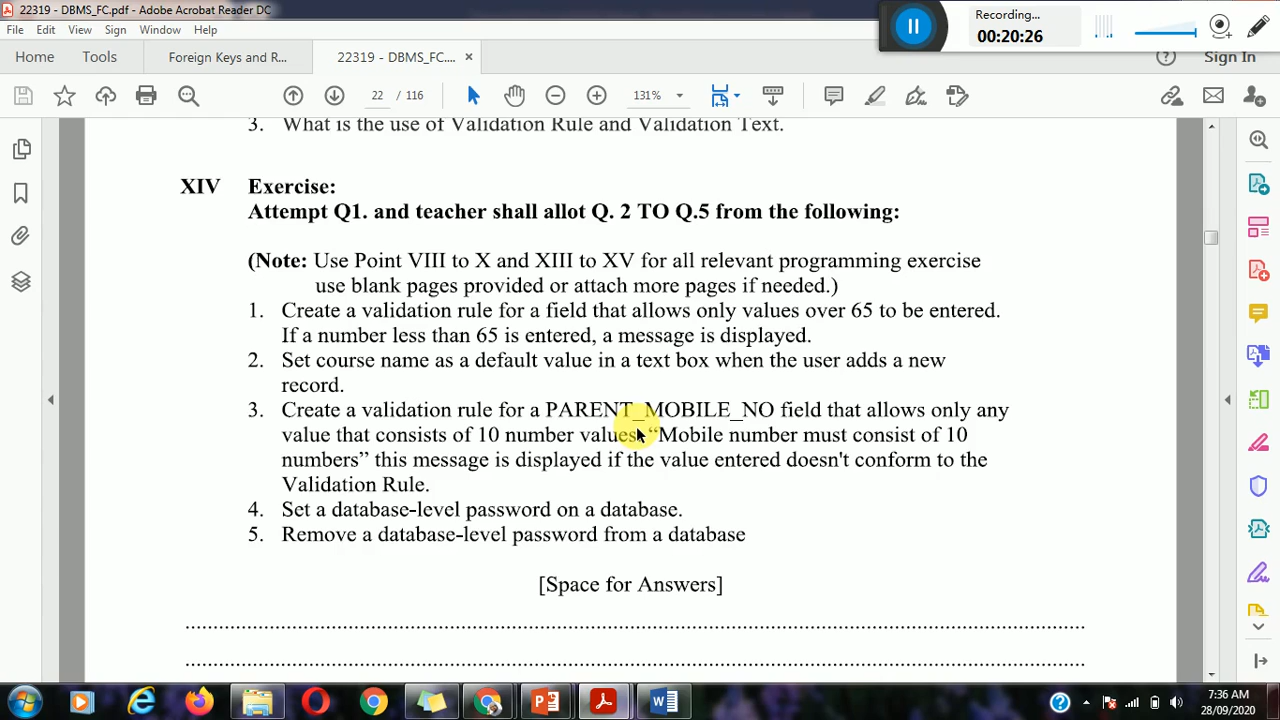 22319 - DBMS_FC.pdf - Adobe Acrobat Reader DC
Recording...
00:20:26
File Edit View Sign Window Help
Home Tools Foreign Keys and R... 22319 - DBMS_FC.... × Sign In
22 / 116 131%
3. What is the use of Validation Rule and Validation Text.
XIV Exercise:
Attempt Q1. and teacher shall allot Q. 2 TO Q.5 from the following:
(Note: Use Point VIII to X and XIII to XV for all relevant programming exercise
use blank pages provided or attach more pages if needed.)
1. Create a validation rule for a field that allows only values over 65 to be entered.
If a number less than 65 is entered, a message is displayed.
2. Set course name as a default value in a text box when the user adds a new
record.
3. Create a validation rule for a PARENT_MOBILE_NO field that allows only any
value that consists of 10 number values. “Mobile number must consist of 10
numbers” this message is displayed if the value entered doesn't conform to the
Validation Rule.
4. Set a database-level password on a database.
5. Remove a database-level password from a database
[Space for Answers]
7:36 AM
28/09/2020